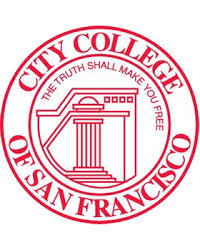 CITY COLLEGE
THE TRUTH SHALL MAKE YOU FREE
OF SAN FRANCISCO